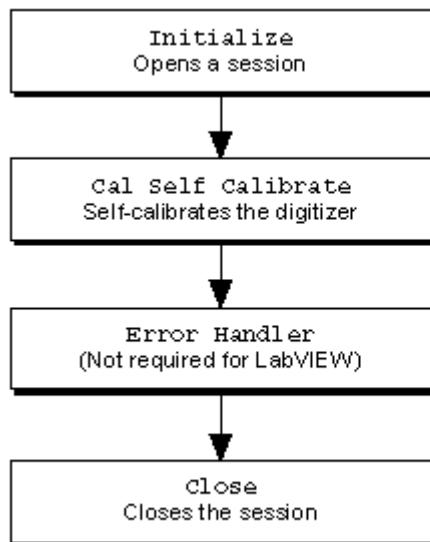 Initialize
Opens a session
Cal Self Calibrate
Self-calibrates the digitizer
Error Handler
(Not required for LabVIEW)
Close
Closes the session